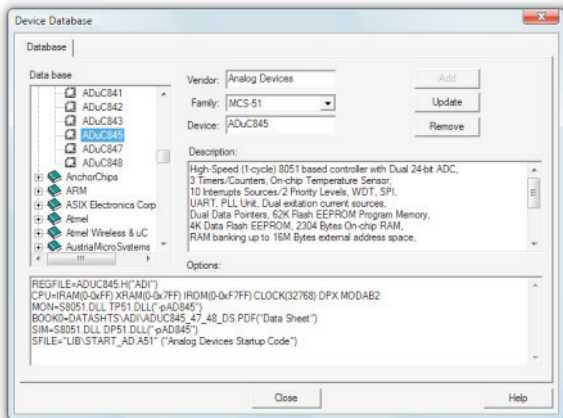 Device Database
Database
Data base
ADuC841
ADuC842
ADuC843
ADuC845
ADuC847
ADuC848
AnchorChips
ARM
ASIX Electronics Corp
Atmel
Atmel Wireless & uC
AustriaMicroSystems
Vendor: Analog Devices
Family: MCS-51
Device: ADuC845
Add
Update
Remove
Description:
High-Speed (1-cycle) 8051 based controller with Dual 24-bit ADC,
3 Timers/Counters, On-chip Temperature Sensor,
10 Interrupts Sources/2 Priority Levels, WDT, SPI,
UART, PLL Unit, Dual exitation current sources,
Dual Data Pointers, 62K Flash EEPROM Program Memory,
4K Data Flash EEPROM, 2304 Bytes On-chip RAM,
RAM banking up to 16M Bytes external address space,
Options:
REGFILE=ADUC845.H("ADI")
CPU=IRAM(0-0xFF) XRAM(0-0x7FF) IROM(0-0xF7FF) CLOCK(32768) DPX MODAB2
MON=S8051.DLL TP51.DLL("-pAD845")
BOOK0=DATASHTS\ADI\ADUC845_47_48_DS.PDF("Data Sheet")
SIM=S8051.DLL DP51.DLL("-pAD845")
SFILE="LIB\START_AD.A51" ("Analog Devices Startup Code")
Close
Help